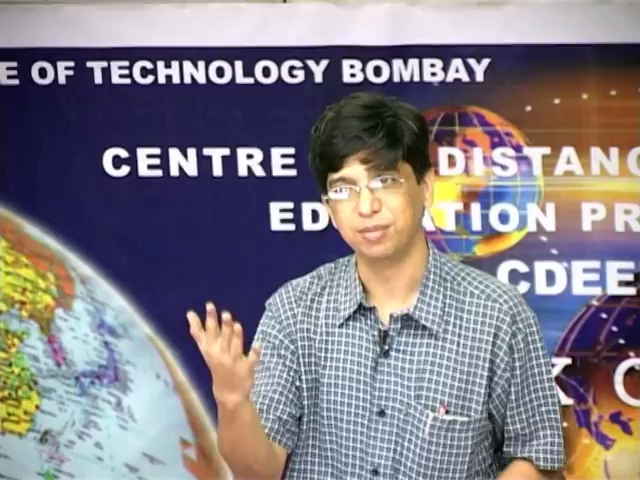 E OF TECHNOLOGY BOMBAY
CENTRE DISTANC
ED ATION PR
CDEE
K